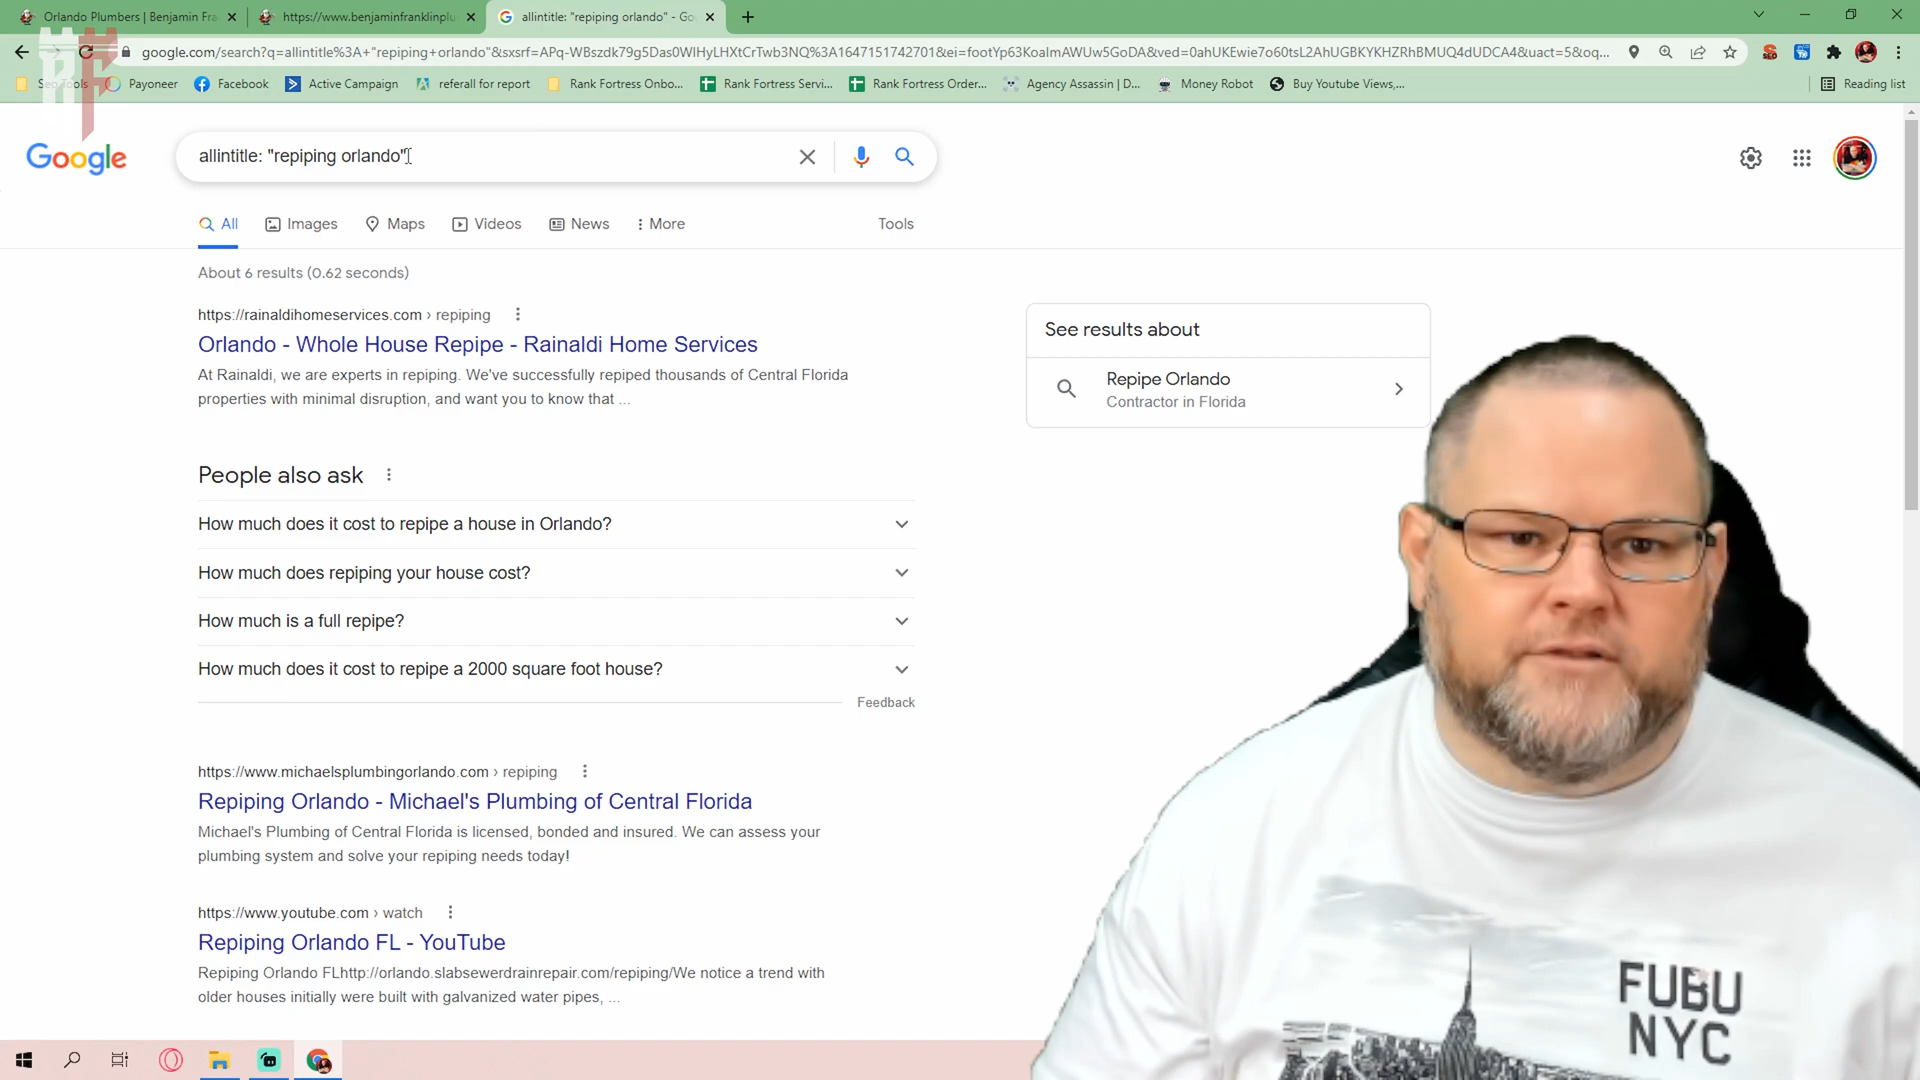 Orlando Plumbers | Benjamin Fra
https://www.benjaminfranklinplu
allintitle: "repiping orlando" - Go
google.com/search?q=allintitle%3A+"repiping+orlando"&sxsrf=APq-WBszdk79g5Das0WIHyLHXtCrTwb3NQ%3A1647151742701&ei=footYp63KoalmAWUw5GoDA&ved=0ahUKEwie7o60tsL2AhUGBKYKHZRhBMUQ4dUDCA4&uact=5&oq...
Seo Tools
Payoneer
Facebook
Active Campaign
referall for report
Rank Fortress Onbo...
Rank Fortress Servi...
Rank Fortress Order...
Agency Assassin | D...
Money Robot
Buy Youtube Views,...
Reading list
Google
allintitle: "repiping orlando"
All
Images
Maps
Videos
News
More
Tools
About 6 results (0.62 seconds)
https://rainaldihomeservices.com › repiping
Orlando - Whole House Repipe - Rainaldi Home Services
At Rainaldi, we are experts in repiping. We've successfully repiped thousands of Central Florida
properties with minimal disruption, and want you to know that ...
See results about
Repipe Orlando
Contractor in Florida
People also ask
How much does it cost to repipe a house in Orlando?
How much does repiping your house cost?
How much is a full repipe?
How much does it cost to repipe a 2000 square foot house?
Feedback
https://www.michaelsplumbingorlando.com › repiping
Repiping Orlando - Michael's Plumbing of Central Florida
Michael's Plumbing of Central Florida is licensed, bonded and insured. We can assess your
plumbing system and solve your repiping needs today!
https://www.youtube.com › watch
Repiping Orlando FL - YouTube
Repiping Orlando FLhttp://orlando.slabsewerdrainrepair.com/repiping/We notice a trend with
older houses initially were built with galvanized water pipes, ...
FUBU
NYC